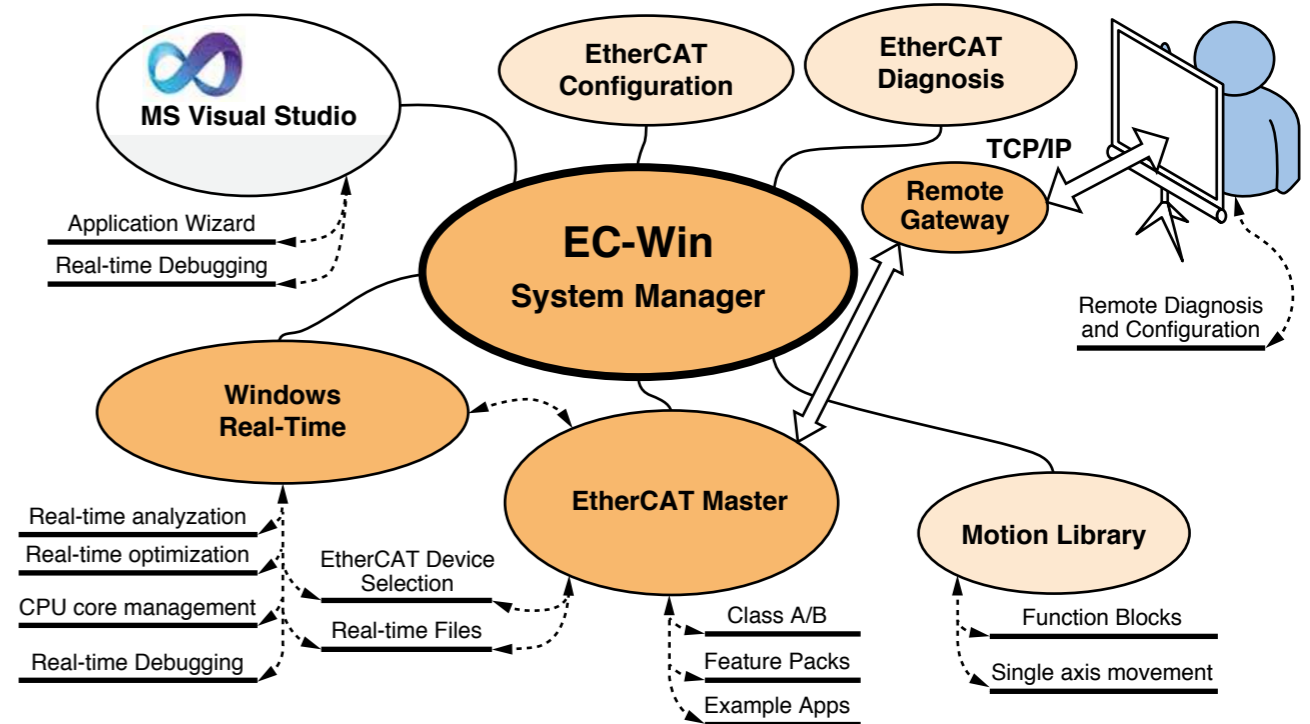 MS Visual Studio
EtherCAT
Configuration
EtherCAT
Diagnosis
TCP/IP
Remote
Gateway
Application Wizard
Real-time Debugging
EC-Win
System Manager
Remote Diagnosis
and Configuration
Windows
Real-Time
EtherCAT Master
Motion Library
Real-time analyzation
Real-time optimization
CPU core management
Real-time Debugging
EtherCAT Device
Selection
Real-time Files
Class A/B
Feature Packs
Example Apps
Function Blocks
Single axis movement